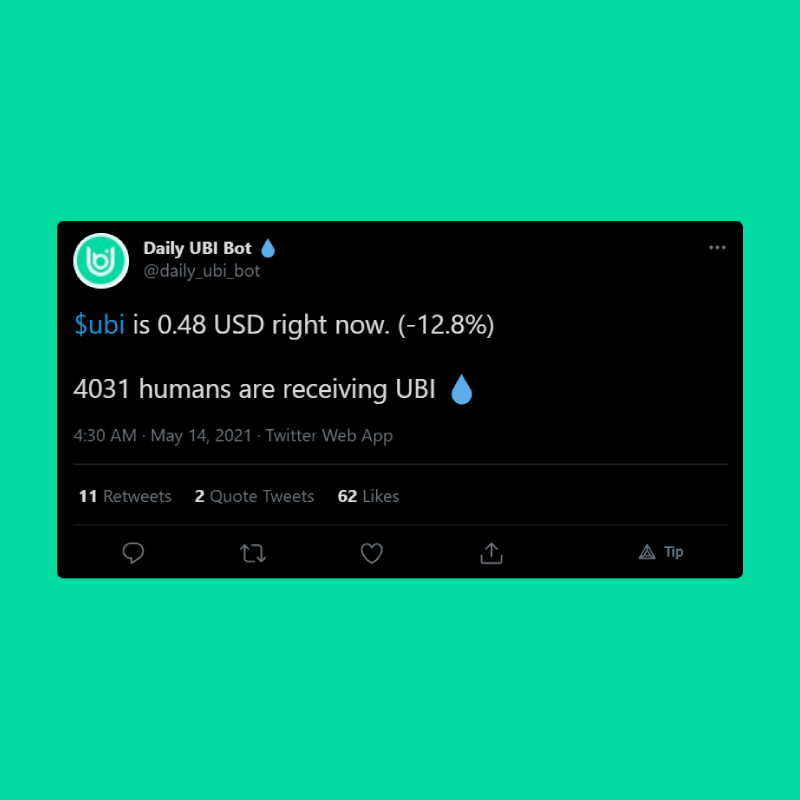 ubi
Daily UBI Bot 💧
@daily_ubi_bot
$ubi is 0.48 USD right now. (-12.8%)
4031 humans are receiving UBI 💧
4:30 AM · May 14, 2021 · Twitter Web App
11 Retweets 2 Quote Tweets 62 Likes
Tip